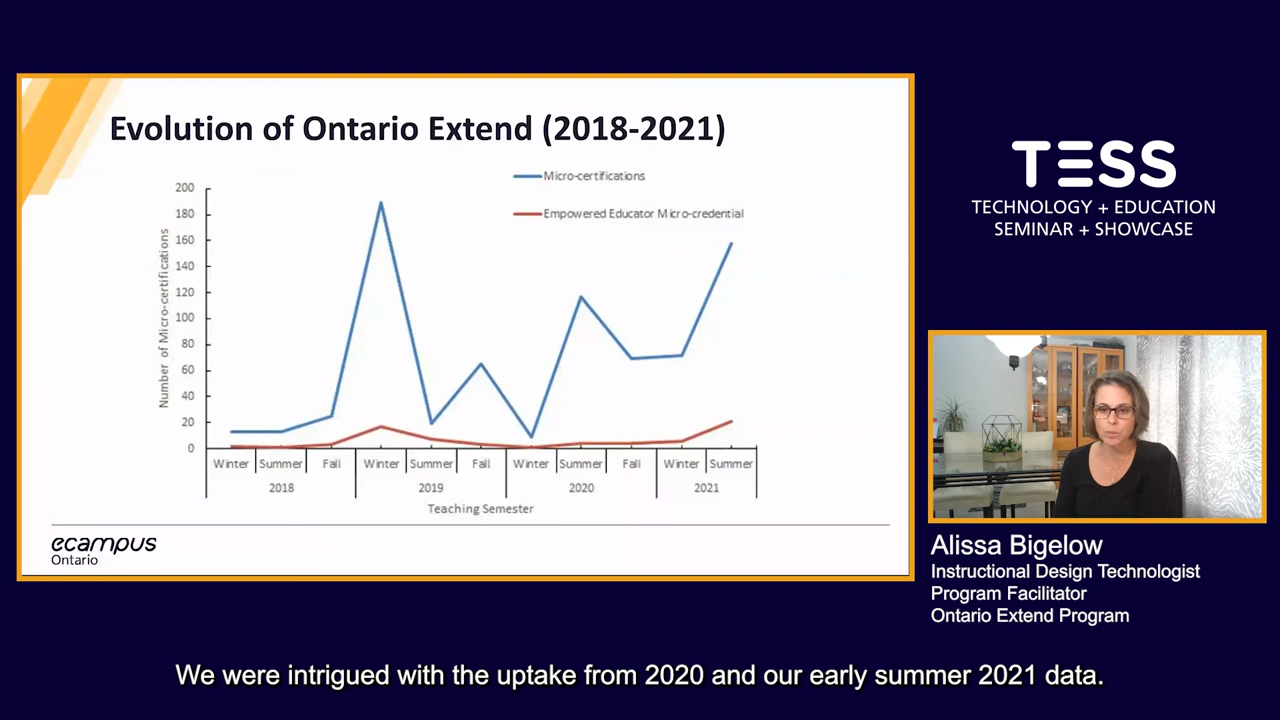 Evolution of Ontario Extend (2018-2021)
Micro-certifications
Empowered Educator Micro-credential
Number of Micro-certifications
200
180
160
140
120
100
80
60
40
20
0
Winter Summer Fall Winter Summer Fall Winter Summer Fall Winter Summer
2018 2019 2020 2021
Teaching Semester
ecampus
Ontario
TESS
TECHNOLOGY + EDUCATION
SEMINAR + SHOWCASE
Alissa Bigelow
Instructional Design Technologist
Program Facilitator
Ontario Extend Program
We were intrigued with the uptake from 2020 and our early summer 2021 data.